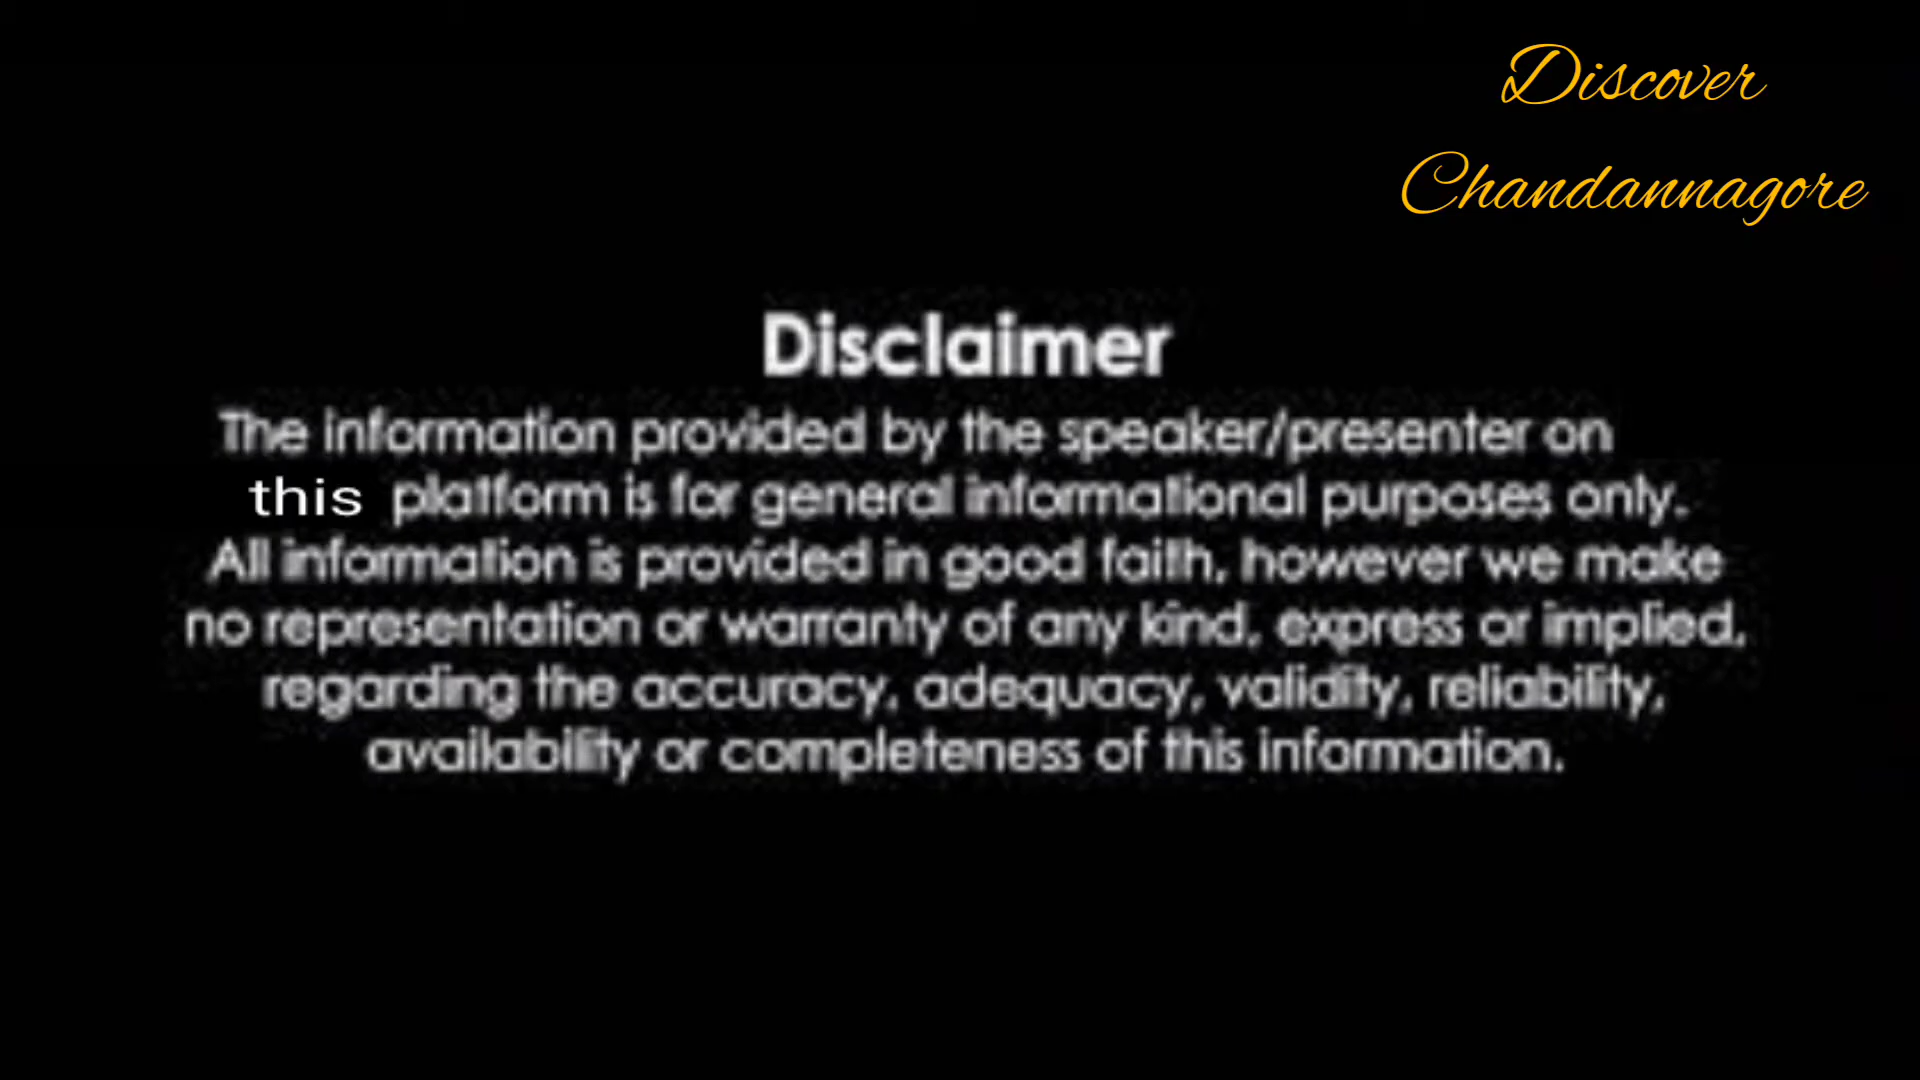 Discover
Chandannagore
Disclaimer
The information provided by the speaker/presenter on
this platform is for general informational purposes only.
All information is provided in good faith, however we make
no representation or warranty of any kind, express or implied,
regarding the accuracy, adequacy, validity, reliability,
availability or completeness of this information.